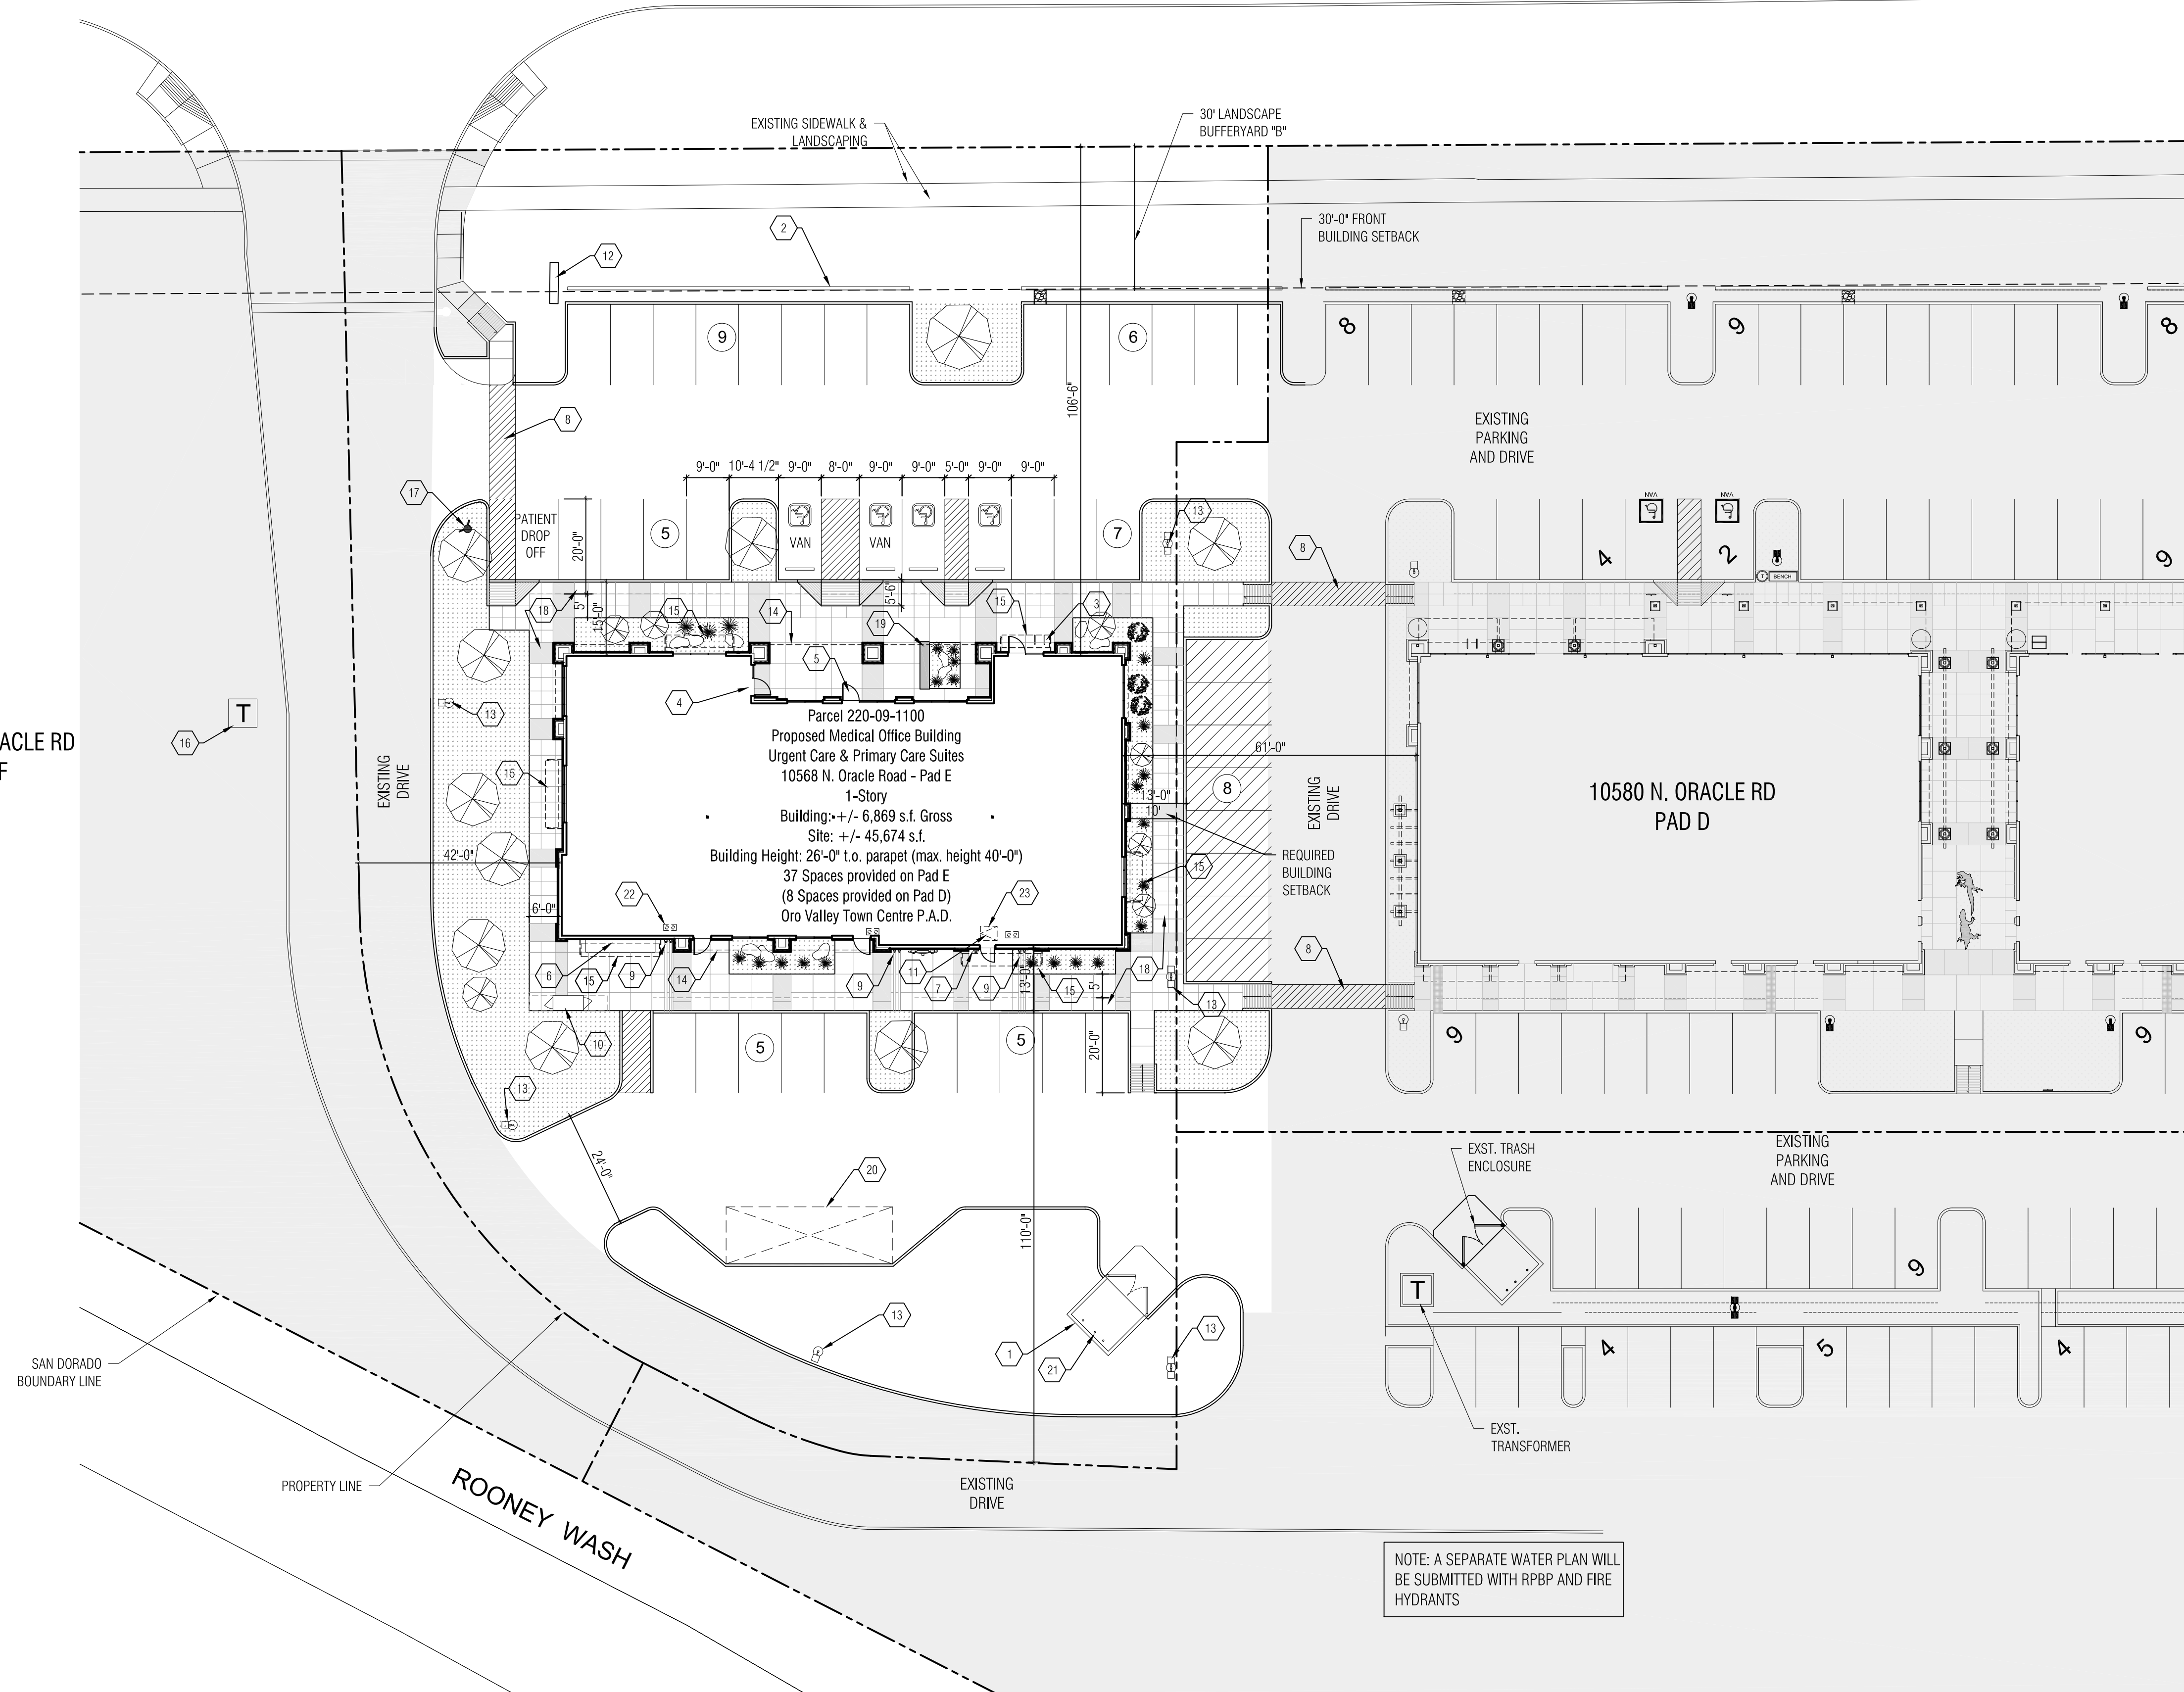 EXISTING SIDEWALK &
LANDSCAPING
30' LANDSCAPE
BUFFERYARD "B"
30'-0" FRONT
BUILDING SETBACK
2
12
9
6
8
9
8
106'-6"
8
EXISTING
PARKING
AND DRIVE
9'-0"
10'-4 1/2"
9'-0"
8'-0"
9'-0"
9'-0"
5'-0"
9'-0"
9'-0"
17
PATIENT
DROP
OFF
20'-0"
5
VAN
VAN
7
13
8
VAN
VAN
4
2
9
T
BENCH
18
5'
15'-0"
15
14
5'-6"
19
15
3
5
4
13
T
16
ACLE RD
F
EXISTING
DRIVE
15
Parcel 220-09-1100
Proposed Medical Office Building
Urgent Care & Primary Care Suites
10568 N. Oracle Road - Pad E
1-Story
Building: +/- 6,869 s.f. Gross
Site: +/- 45,674 s.f.
Building Height: 26'-0" t.o. parapet (max. height 40'-0")
37 Spaces provided on Pad E
(8 Spaces provided on Pad D)
Oro Valley Town Centre P.A.D.
61'-0"
8
13'-0"
10'
EXISTING
DRIVE
REQUIRED
BUILDING
SETBACK
15
10580 N. ORACLE RD
PAD D
42'-0"
6'-0"
22
23
8
6
15
9
14
9
11
7
9
13'-0"
15
5'
18
13
10
5
5
20'-0"
9
9
13
24'-0"
20
110'-0"
EXST. TRASH
ENCLOSURE
EXISTING
PARKING
AND DRIVE
9
T
13
1
21
13
4
5
4
SAN DORADO
BOUNDARY LINE
EXST.
TRANSFORMER
PROPERTY LINE
ROONEY WASH
EXISTING
DRIVE
NOTE: A SEPARATE WATER PLAN WILL
BE SUBMITTED WITH RPBP AND FIRE
HYDRANTS